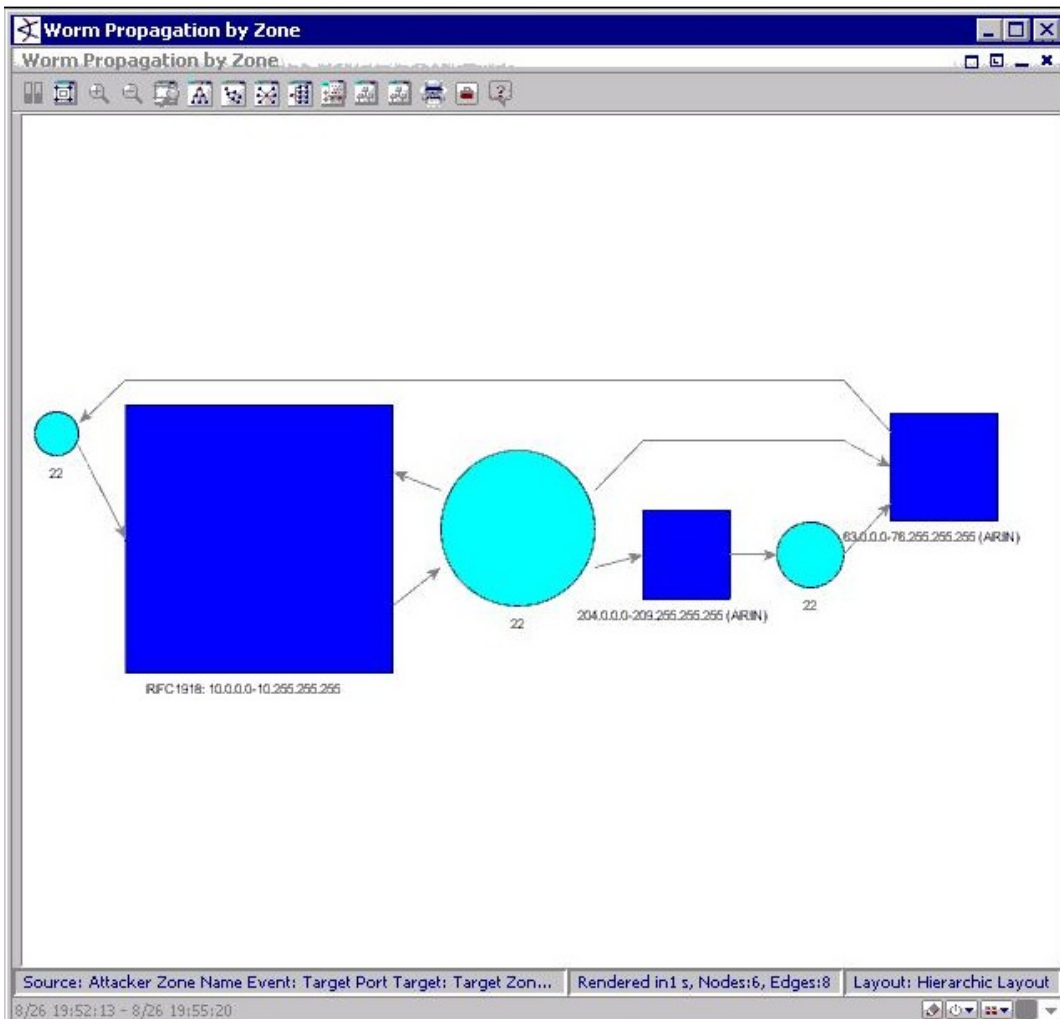 Worm Propagation by Zone
Worm Propagation by Zone
22
RFC1918: 10.0.0.0-10.255.255.255
22
204.0.0.0-209.255.255.255 (ARIN)
22
63.0.0.0-76.255.255.255 (ARIN)
Source: Attacker Zone Name Event: Target Port Target: Target Zon...
Rendered in1 s, Nodes:6, Edges:8
Layout: Hierarchic Layout
8/26 19:52:13 - 8/26 19:55:20